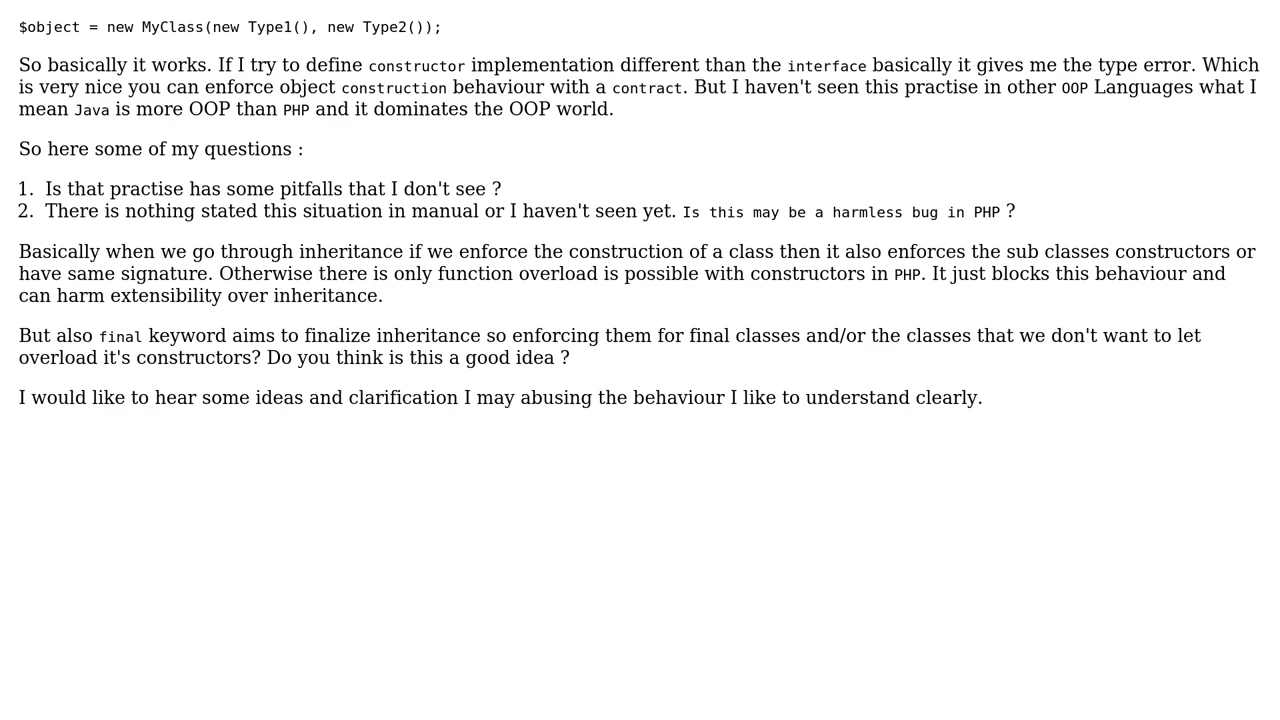 $object = new MyClass(new Type1(), new Type2());
So basically it works. If I try to define constructor implementation different than the interface basically it gives me the type error. Which
is very nice you can enforce object construction behaviour with a contract. But I haven't seen this practise in other OOP Languages what I
mean Java is more OOP than PHP and it dominates the OOP world.
So here some of my questions :
1. Is that practise has some pitfalls that I don't see ?
2. There is nothing stated this situation in manual or I haven't seen yet. Is this may be a harmless bug in PHP ?
Basically when we go through inheritance if we enforce the construction of a class then it also enforces the sub classes constructors or
have same signature. Otherwise there is only function overload is possible with constructors in PHP. It just blocks this behaviour and
can harm extensibility over inheritance.
But also final keyword aims to finalize inheritance so enforcing them for final classes and/or the classes that we don't want to let
overload it's constructors? Do you think is this a good idea ?
I would like to hear some ideas and clarification I may abusing the behaviour I like to understand clearly.